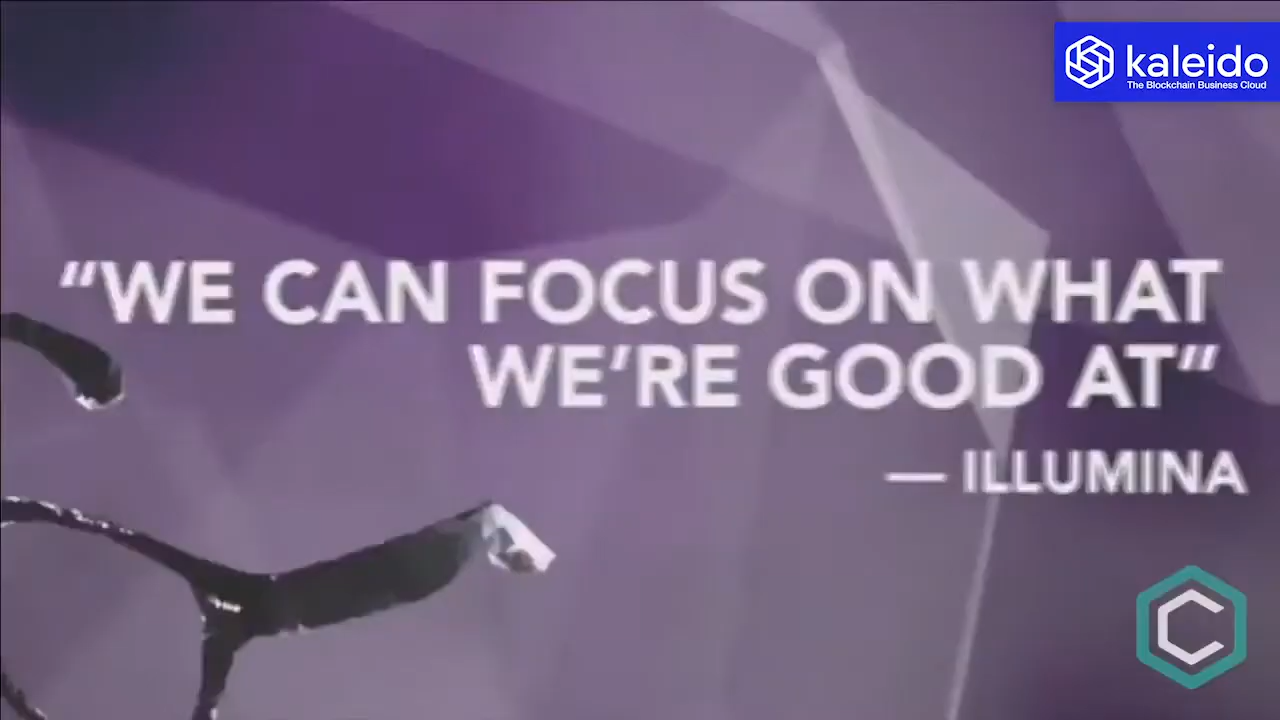 kaleido
The Blockchain Business Cloud
“WE CAN FOCUS ON WHAT
WE’RE GOOD AT“
— ILLUMINA
C